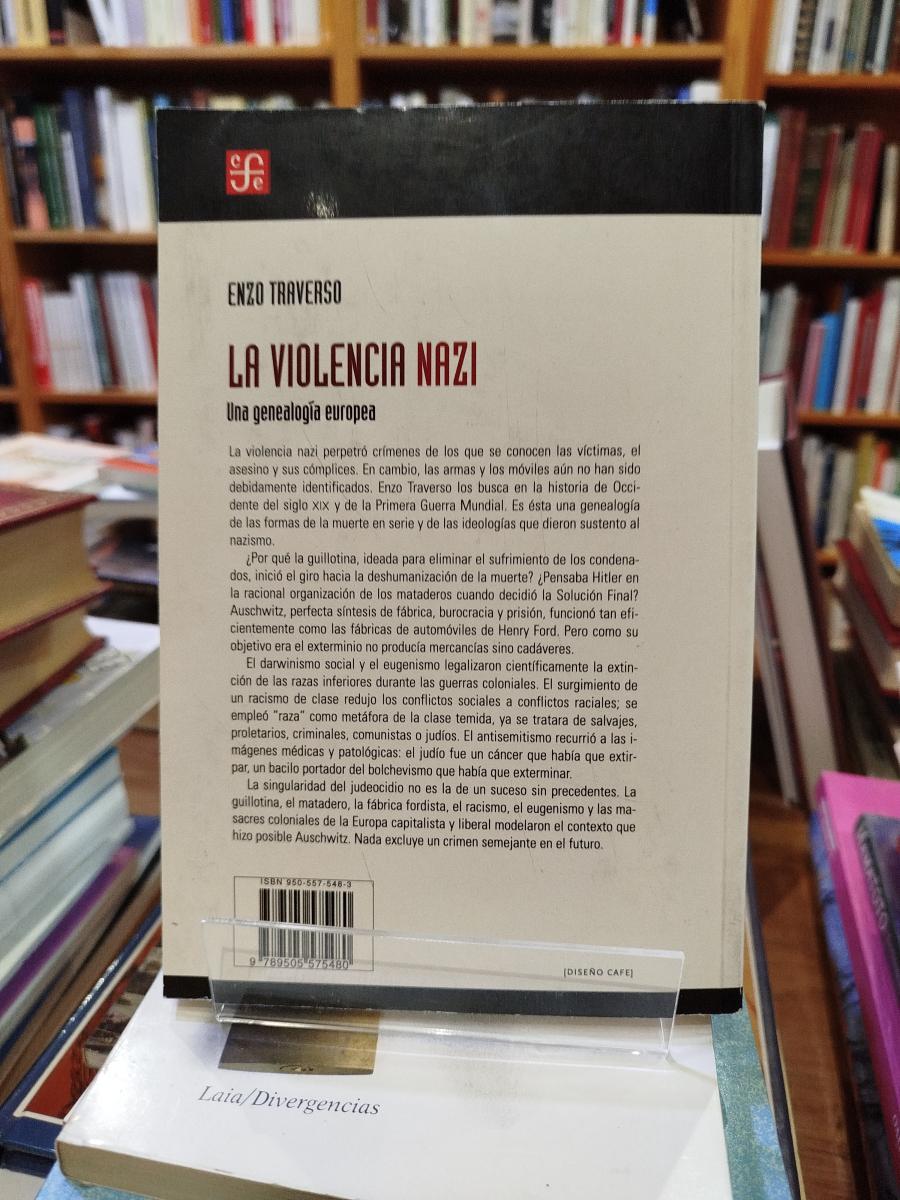 cfe
ENZO TRAVERSO
LA VIOLENCIA NAZI
Una genealogía europea
La violencia nazi perpetró crímenes de los que se conocen las víctimas, el
asesino y sus cómplices. En cambio, las armas y los móviles aún no han sido
debidamente identificados. Enzo Traverso los busca en la historia de Occi-
dente del siglo XIX y de la Primera Guerra Mundial. Es ésta una genealogía
de las formas de la muerte en serie y de las ideologías que dieron sustento al
nazismo.
¿Por qué la guillotina, ideada para eliminar el sufrimiento de los condena-
dos, inició el giro hacia la deshumanización de la muerte? ¿Pensaba Hitler en
la racional organización de los mataderos cuando decidió la Solución Final?
Auschwitz, perfecta síntesis de fábrica, burocracia y prisión, funcionó tan efi-
cientemente como las fábricas de automóviles de Henry Ford. Pero como su
objetivo era el exterminio no producía mercancías sino cadáveres.
El darwinismo social y el eugenismo legalizaron científicamente la extin-
ción de las razas inferiores durante las guerras coloniales. El surgimiento de
un racismo de clase redujo los conflictos sociales a conflictos raciales; se
empleó "raza" como metáfora de la clase temida, ya se tratara de salvajes,
proletarios, criminales, comunistas o judíos. El antisemitismo recurrió a las i-
mágenes médicas y patológicas: el judío fue un cáncer que había que extir-
par, un bacilo portador del bolchevismo que había que exterminar.
La singularidad del judeocidio no es la de un suceso sin precedentes. La
guillotina, el matadero, la fábrica fordista, el racismo, el eugenismo y las ma-
sacres coloniales de la Europa capitalista y liberal modelaron el contexto que
hizo posible Auschwitz. Nada excluye un crimen semejante en el futuro.
ISBN 950-557-548-3
9 789505 575480
[DISEÑO CAFE]
Laia/Divergencias